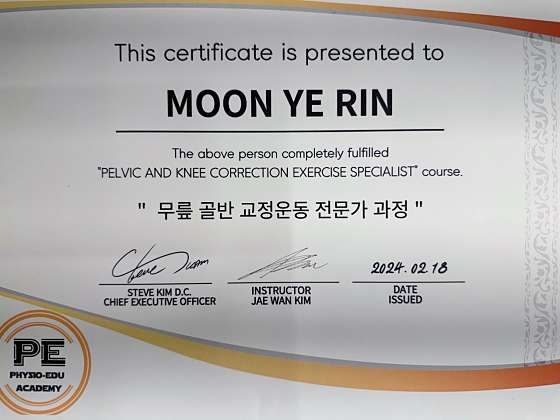 This certificate is presented to
MOON YE RIN
The above person completely fulfilled
"PELVIC AND KNEE CORRECTION EXERCISE SPECIALIST" course.
" 무릎 골반 교정운동 전문가 과정 "
2024. 02. 18
STEVE KIM D.C. INSTRUCTOR DATE
CHIEF EXECUTIVE OFFICER JAE WAN KIM ISSUED
PE
PHYSIO-EDU
ACADEMY